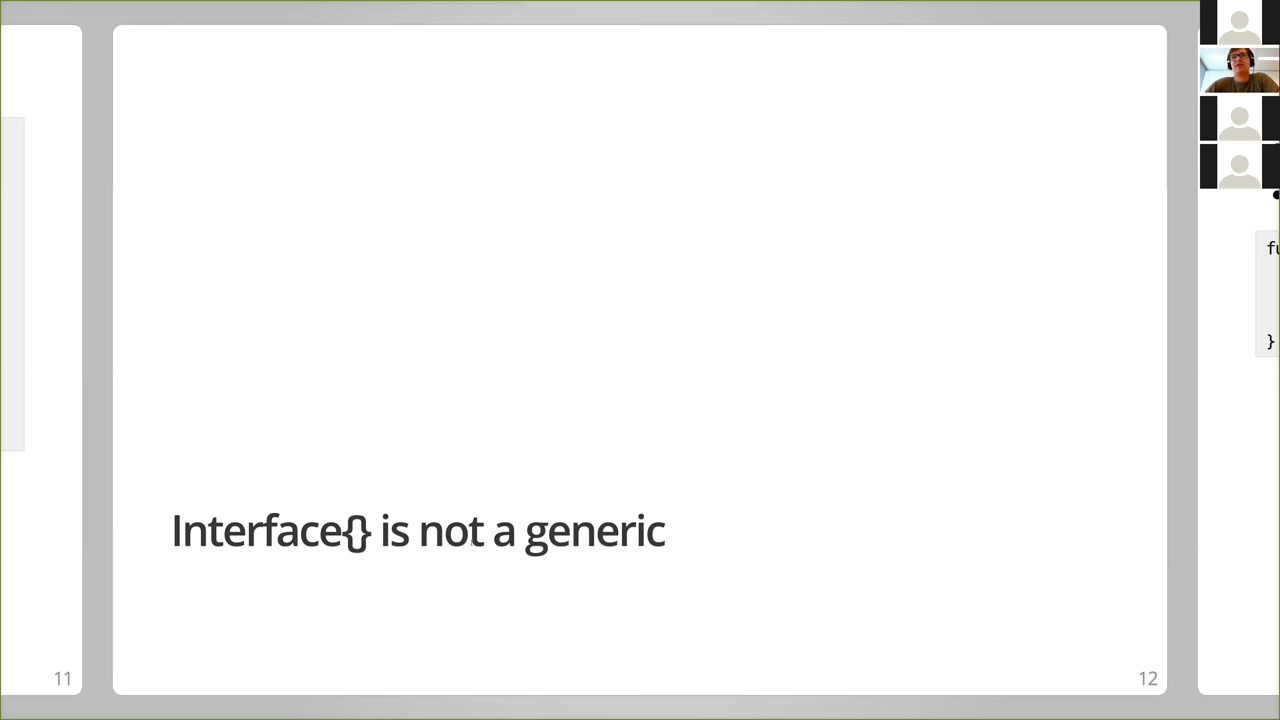 Interface{} is not a generic
11
12
fu
}